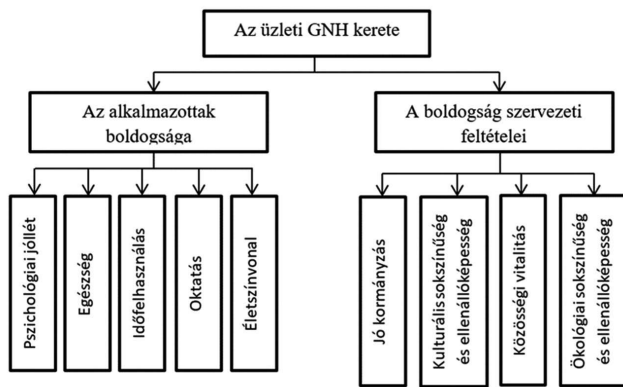 Az üzleti GNH kerete
Az alkalmazottak
boldogsága
A boldogság szervezeti
feltételei
Pszichológiai jóllét
Egészség
Időfelhasználás
Oktatás
Életszínvonal
Jó kormányzás
Kulturális sokszínűség
és ellenállóképesség
Közösségi vitalitás
Ökológiai sokszínűség
és ellenállóképesség